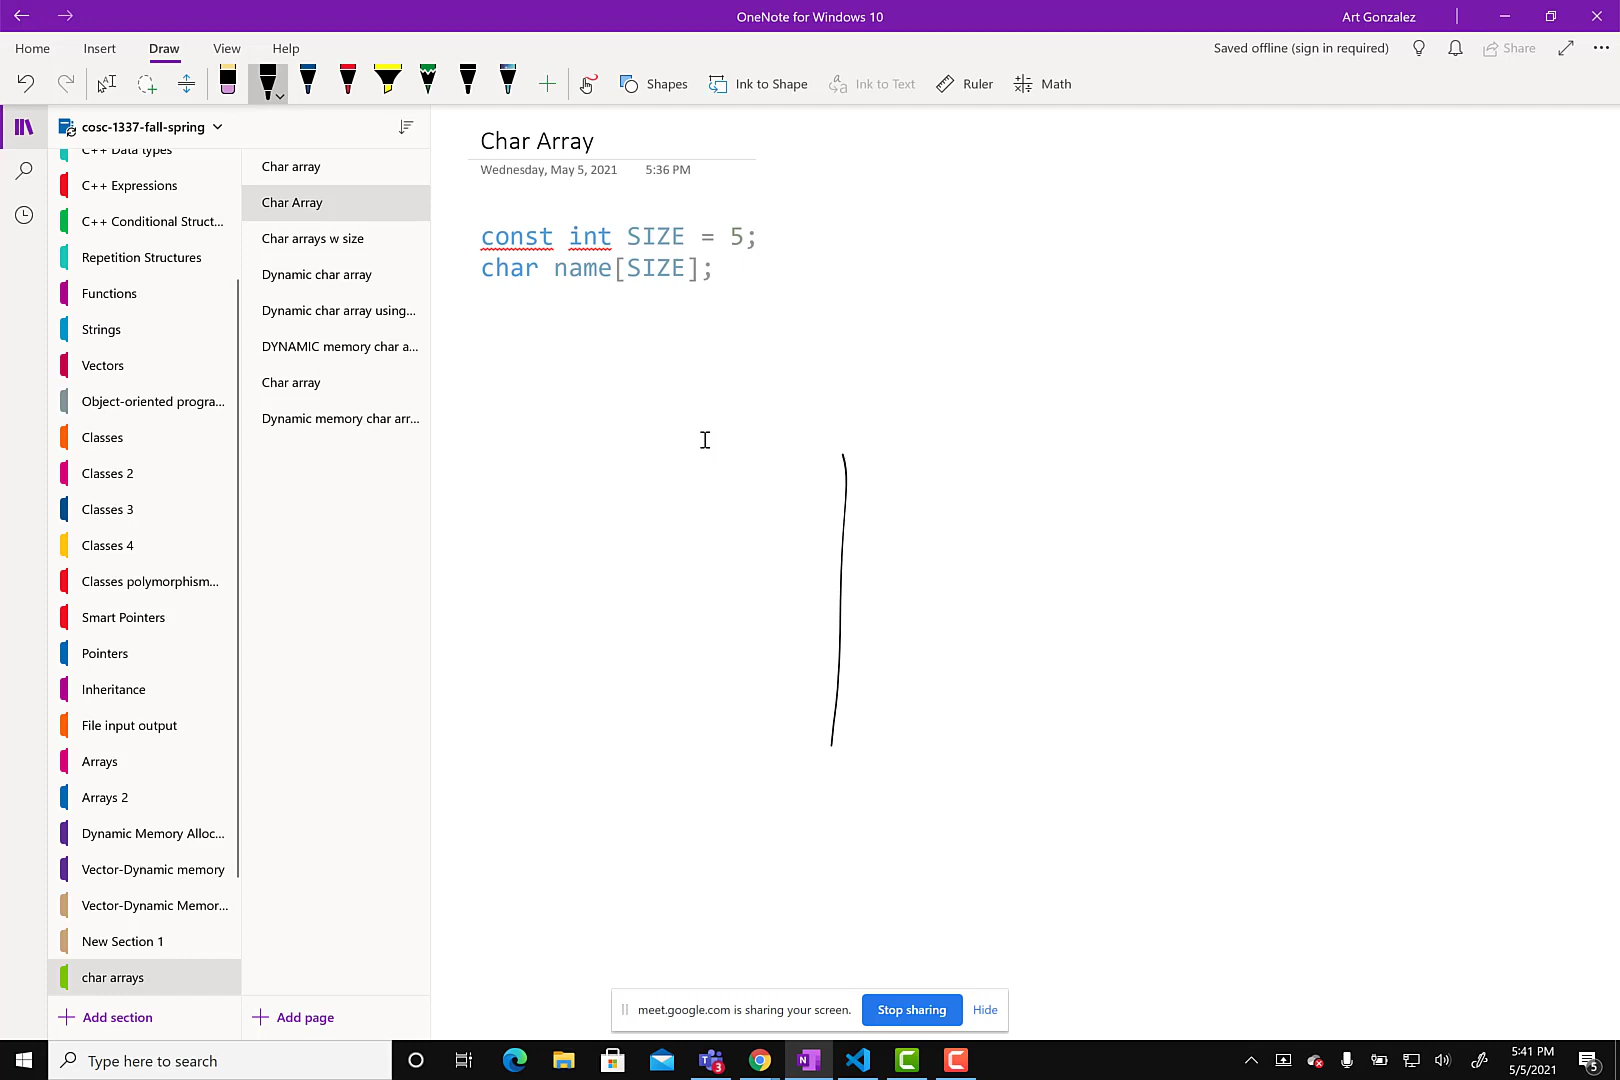 OneNote for Windows 10
Art Gonzalez
Home Insert Draw View Help
Saved offline (sign in required)
Share
Shapes
Ink to Shape
Ink to Text
Ruler
Math
cosc-1337-fall-spring
C++ Data types
C++ Expressions
C++ Conditional Struct...
Repetition Structures
Functions
Strings
Vectors
Object-oriented progra...
Classes
Classes 2
Classes 3
Classes 4
Classes polymorphism...
Smart Pointers
Pointers
Inheritance
File input output
Arrays
Arrays 2
Dynamic Memory Alloc...
Vector-Dynamic memory
Vector-Dynamic Memor...
New Section 1
char arrays
Add section
Char array
Char Array
Char arrays w size
Dynamic char array
Dynamic char array using...
DYNAMIC memory char a...
Char array
Dynamic memory char arr...
Add page
Char Array
Wednesday, May 5, 2021 5:36 PM
const int SIZE = 5;
char name[SIZE];
meet.google.com is sharing your screen.
Stop sharing
Hide
Type here to search
3
5:41 PM
5/5/2021
5